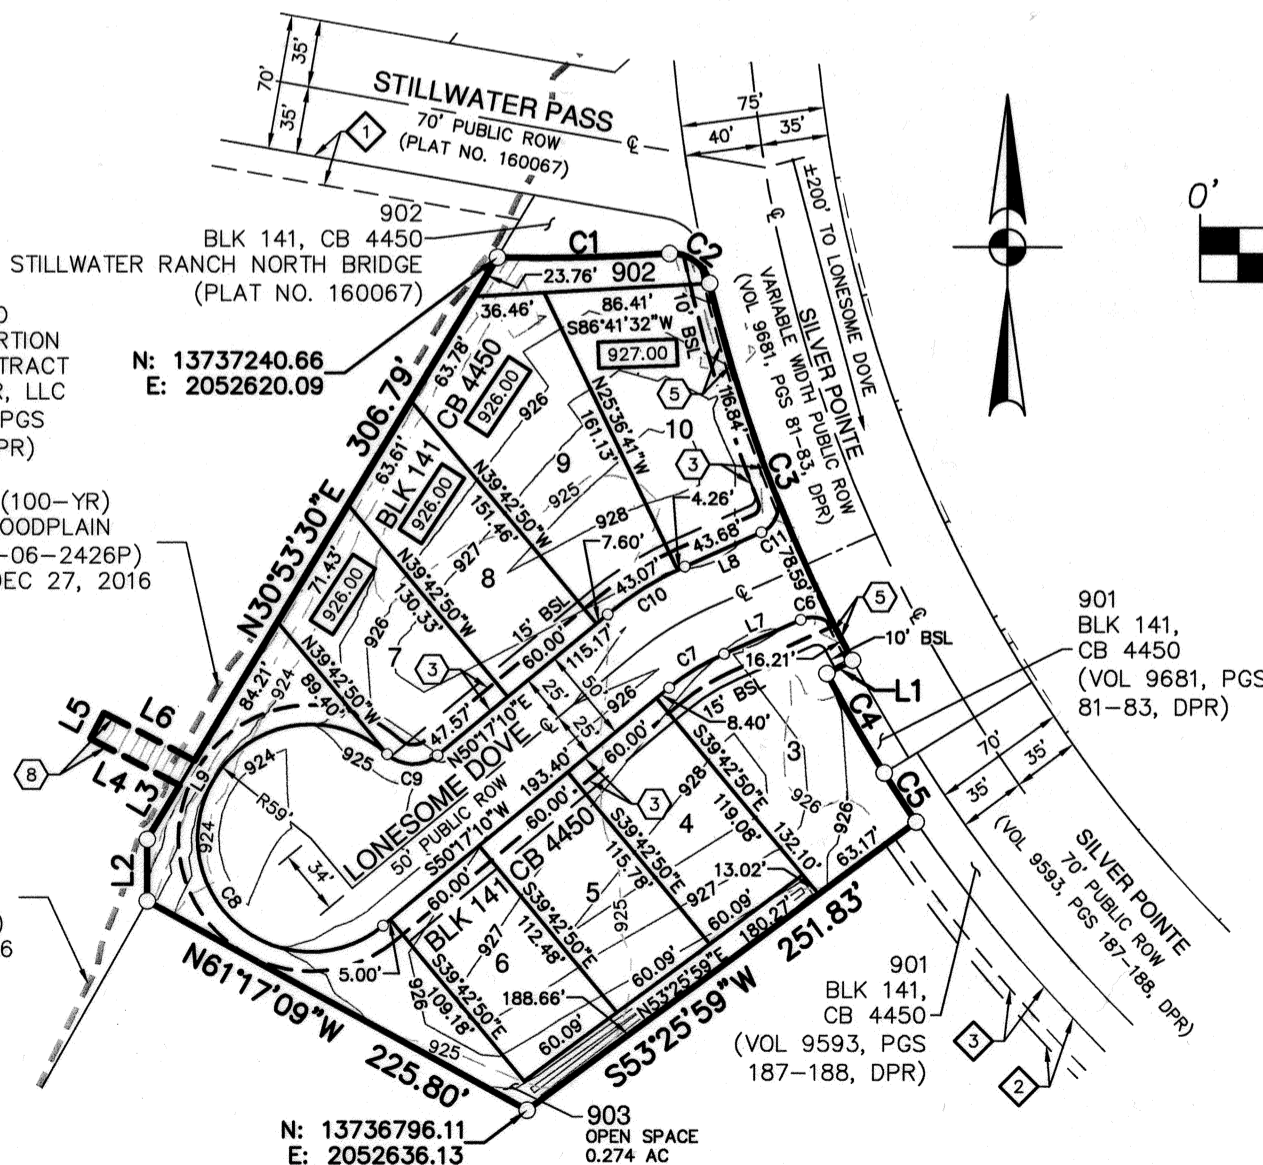 STILLWATER PASS
70' PUBLIC ROW
(PLAT NO. 160067)
70'
35'
35'
1
75'
40'
35'
±200' TO LONESOME DOVE
SILVER POINTE
VARIABLE WIDTH PUBLIC ROW
(VOL 9681, PGS 81-83, DPR)
0'
902
BLK 141, CB 4450
STILLWATER RANCH NORTH BRIDGE
(PLAT NO. 160067)
RTION
TRACT
R, LLC
PGS
PR)
N: 13737240.66
E: 2052620.09
(100-YR)
OODPLAIN
-06-2426P)
DEC 27, 2016
C1
C2
23.76'
902
36.46'
86.41'
S86°41'32"W
927.00
10' BSL
5
116.84'
N30°53'30"E 306.79'
63.78'
CB 4450
926.00
926
N25°36'41"W
161.13'
10
9
925
928
3
4.26'
C3
63.61'
BLK 141
926.00
N39°42'50"W
151.46'
927
8
7.60'
43.68'
C11
L8
78.59'
71.43'
926.00
N39°42'50"W
130.33'
926
7
15' BSL
43.07'
C10
60.00'
115.17'
3
84.21'
924
N39°42'50"W
89.40'
925
47.57'
N50°17'10"E
C9
25'
50'
25'
926
C7
L7
C6
16.21'
5
10' BSL
L1
15' BSL
8.40'
C4
C5
901
BLK 141,
CB 4450
(VOL 9681, PGS
81-83, DPR)
L5
L6
L4
L3
8
L9
L2
924
924
R59'
C8
34'
LONESOME DOVE
50' PUBLIC ROW
S50°17'10"W
193.40'
60.00'
60.00'
60.00'
3
S39°42'50"E
132.10'
3
926
926
63.17'
928
4
119.08'
S39°42'50"E
115.78'
CB 4450
BLK 141
5
925
927
13.02'
S39°42'50"E
112.48'
927
6
S39°42'50"E
109.18'
926
925
5.00'
188.66'
60.09'
60.09'
60.09'
N53°25'59"E
180.27'
S53°25'59"W 251.83'
N61°17'09"W 225.80'
N: 13736796.11
E: 2052636.13
903
OPEN SPACE
0.274 AC
901
BLK 141,
CB 4450
(VOL 9593, PGS
187-188, DPR)
3
2
70'
35'
35'
SILVER POINTE
70' PUBLIC ROW
(VOL 9593, PGS 187-188, DPR)